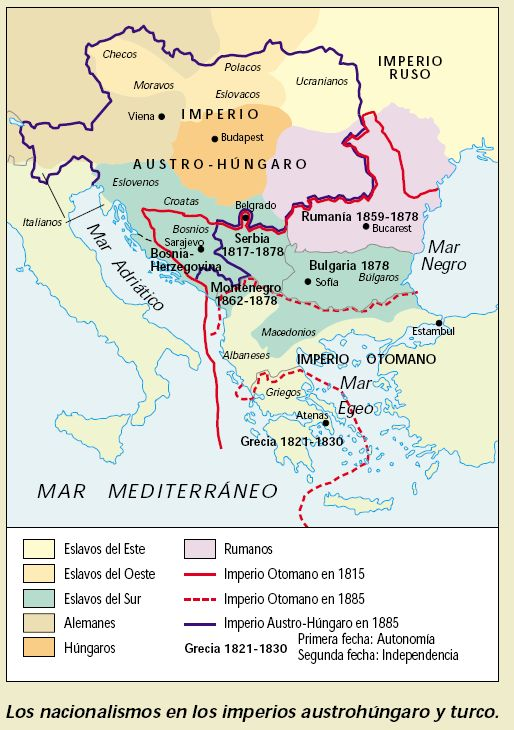 Checos
Polacos
IMPERIO
RUSO
Ucranianos
Moravos
Eslovacos
Viena
IMPERIO
Budapest
AUSTRO-HÚNGARO
Eslovenos
Croatas
Belgrado
Italianos
Bosnios
Sarajevo
Bosnia-
Herzegovina
Serbia
1817-1878
Rumanía 1859-1878
Bucarest
Mar
Negro
Mar Adriático
Montenegro
1862-1878
Bulgaria 1878
Sofía
Búlgaros
Macedonios
Estambul
Albaneses
IMPERIO OTOMANO
Griegos
Mar
Egeo
Atenas
Grecia 1821-1830
MAR MEDITERRÁNEO
Eslavos del Este
Eslavos del Oeste
Eslavos del Sur
Alemanes
Húngaros
Rumanos
Imperio Otomano en 1815
Imperio Otomano en 1885
Imperio Austro-Húngaro en 1885
Grecia 1821-1830
Primera fecha: Autonomía
Segunda fecha: Independencia
Los nacionalismos en los imperios austrohúngaro y turco.